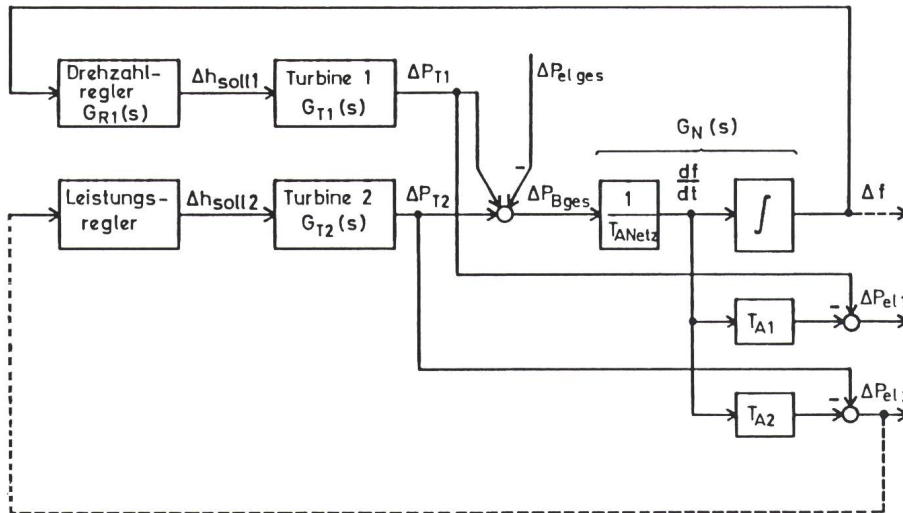 Drehzahl-
regler
G_R1(s)
Δh_soll1
Turbine 1
G_T1(s)
ΔP_T1
ΔP_el ges
G_N(s)
Leistungs-
regler
Δh_soll2
Turbine 2
G_T2(s)
ΔP_T2
ΔP_Bges
1
T_ANetz
df
dt
∫
Δf
T_A1
ΔP_el1
T_A2
ΔP_el2